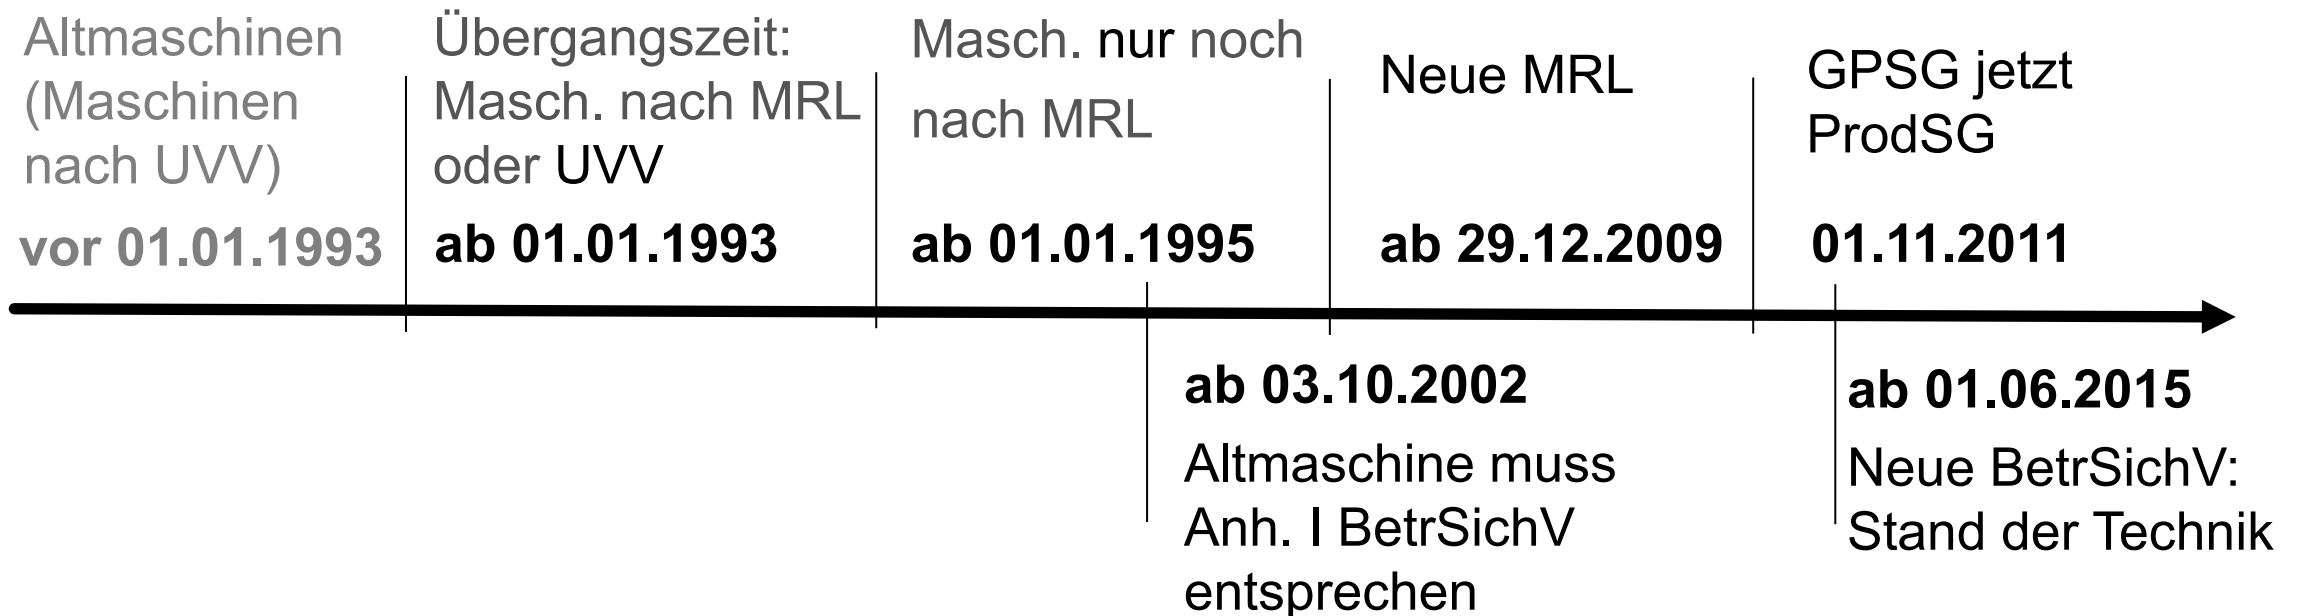 Altmaschinen
(Maschinen
nach UVV)
vor 01.01.1993
Übergangszeit:
Masch. nach MRL
oder UVV
ab 01.01.1993
Masch. nur noch
nach MRL
ab 01.01.1995
Neue MRL
ab 29.12.2009
GPSG jetzt
ProdSG
01.11.2011
ab 03.10.2002
Altmaschine muss
Anh. I BetrSichV
entsprechen
ab 01.06.2015
Neue BetrSichV:
Stand der Technik